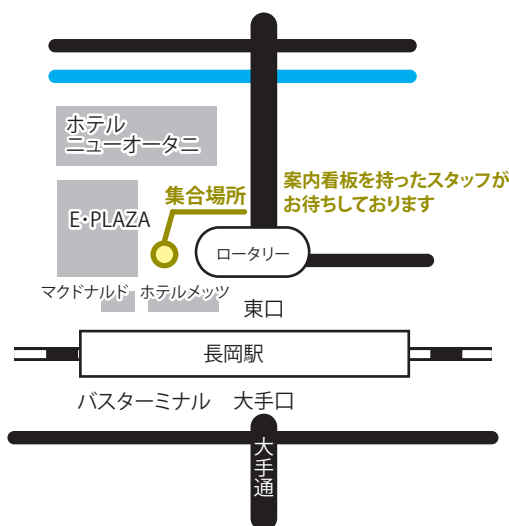 ホテル
ニューオータニ
案内看板を持ったスタッフが
お待ちしております
集合場所
E・PLAZA
ロータリー
マクドナルド
ホテルメッツ
東口
長岡駅
バスターミナル
大手口
大手通